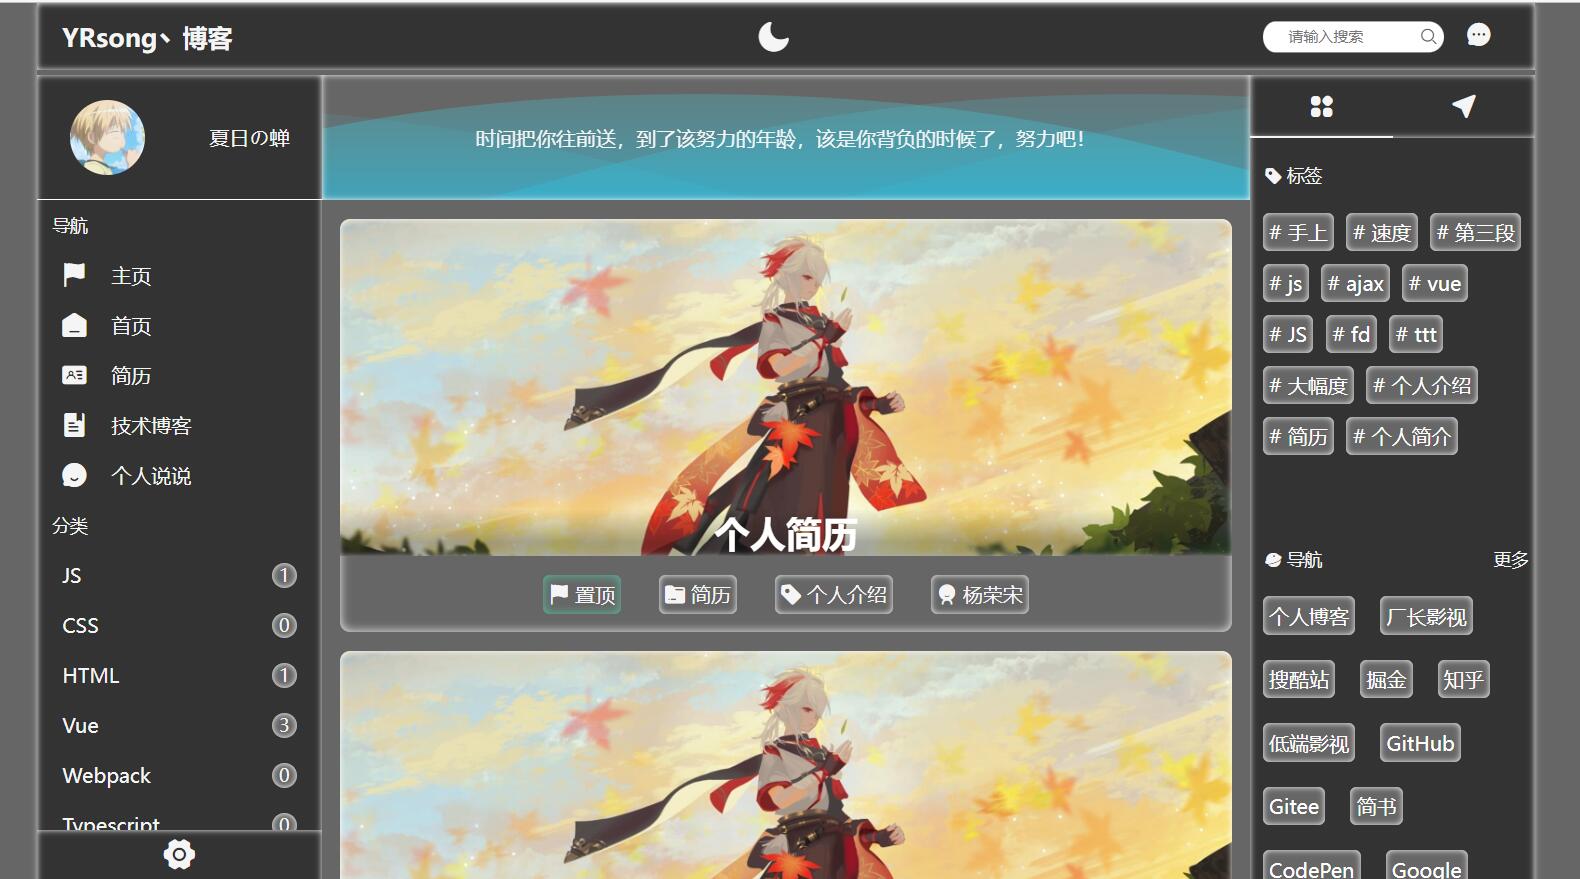 YRsong丶博客
请输入搜索
夏日の蝉
时间把你往前送，到了该努力的年龄，该是你背负的时候了，努力吧！
导航
主页
首页
简历
技术博客
个人说说
分类
JS 1
CSS 0
HTML 1
Vue 3
Webpack 0
Typescript 0
个人简历
置顶 简历 个人介绍 杨荣宋
标签
# 手上 # 速度 # 第三段
# js # ajax # vue
# JS # fd # ttt
# 大幅度 # 个人介绍
# 简历 # 个人简介
导航 更多
个人博客 厂长影视
搜酷站 掘金 知乎
低端影视 GitHub
Gitee 简书
CodePen Google